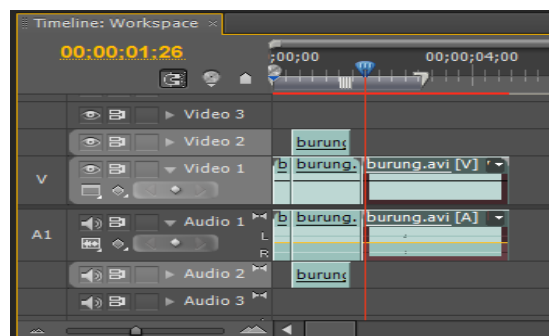 Timeline: Workspace ×
00;00;01;26
;00;00 00;00;04;00
Video 3
Video 2 burung
V Video 1 b burung. burung.avi [V]
A1 Audio 1 b burung. burung.avi [A]
L
R
Audio 2 burung
Audio 3